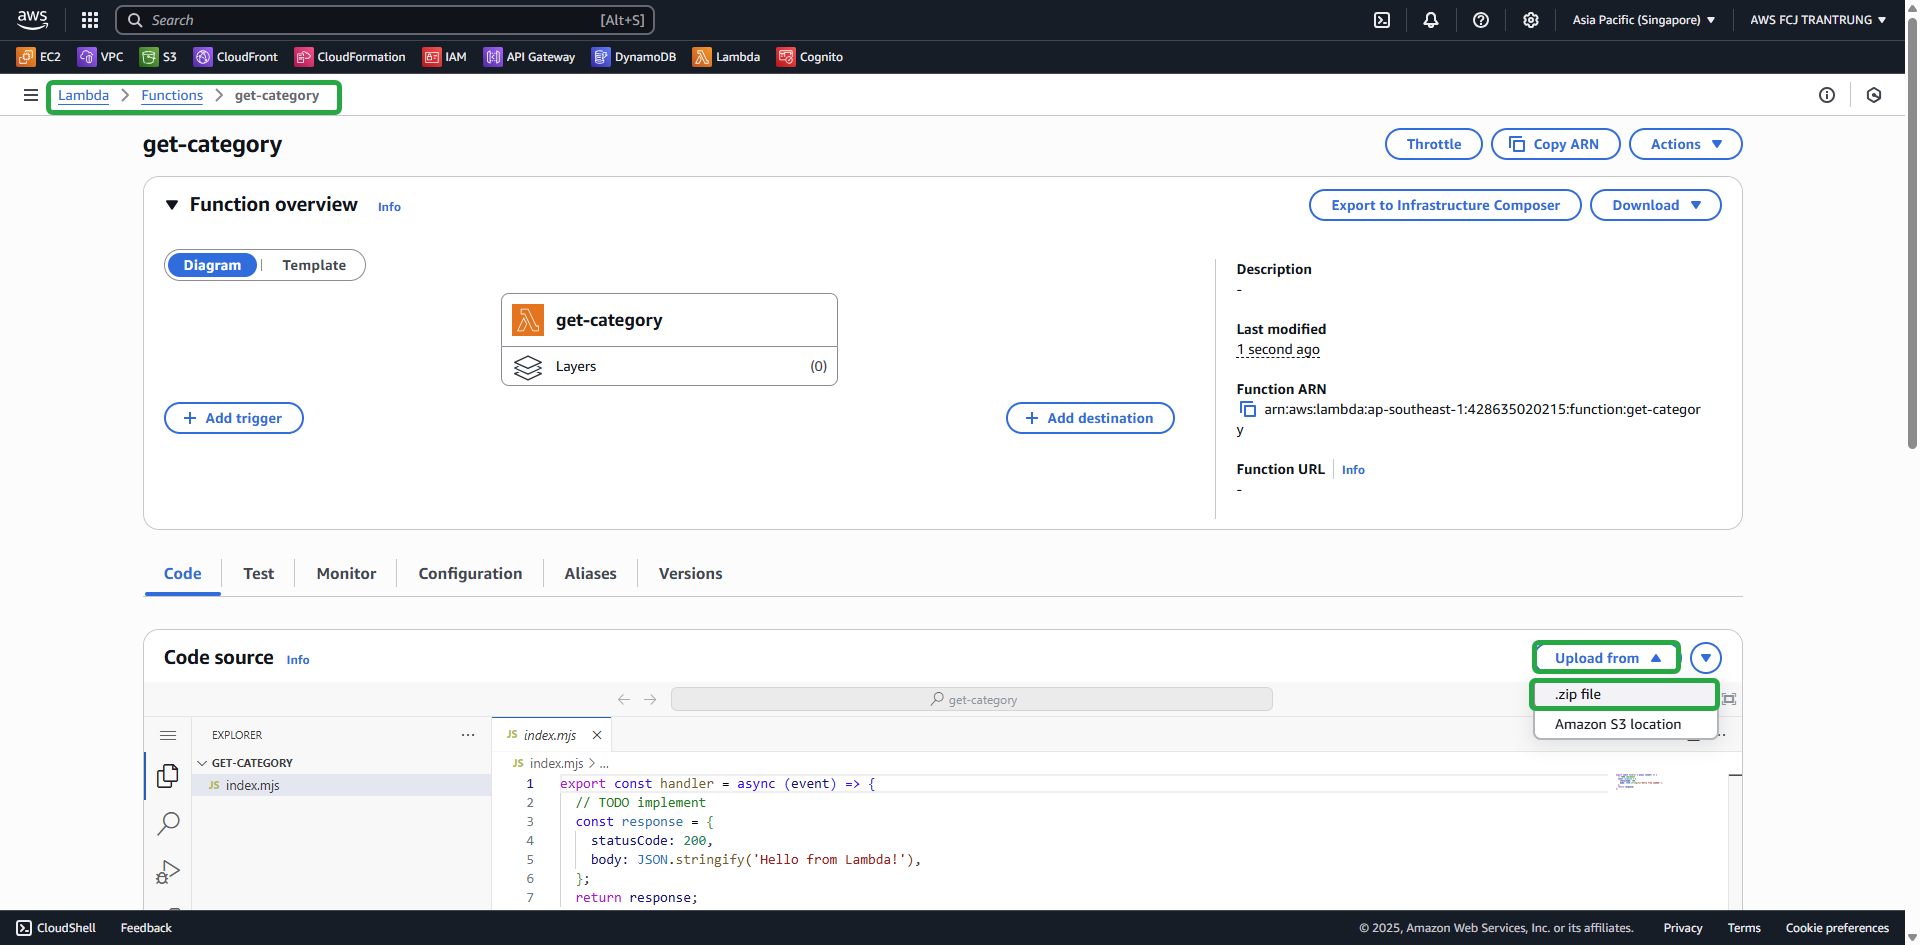 aws
Search [Alt+S]
Asia Pacific (Singapore) ▼ AWS FCJ TRANTRUNG ▼
EC2 VPC S3 CloudFront CloudFormation IAM API Gateway DynamoDB Lambda Cognito
Lambda > Functions > get-category
get-category
Throttle Copy ARN Actions ▼
▼ Function overview Info
Export to Infrastructure Composer Download ▼
Diagram | Template
get-category
Layers (0)
+ Add trigger
+ Add destination
Description
-
Last modified
1 second ago
Function ARN
arn:aws:lambda:ap-southeast-1:428635020215:function:get-categor
y
Function URL Info
-
Code Test Monitor Configuration Aliases Versions
Code source Info
Upload from ▲
.zip file
Amazon S3 location
get-category
EXPLORER ...
GET-CATEGORY
JS index.mjs
JS index.mjs ×
JS index.mjs > ...
1 export const handler = async (event) => {
2 // TODO implement
3 const response = {
4 statusCode: 200,
5 body: JSON.stringify('Hello from Lambda!'),
6 };
7 return response;
CloudShell Feedback
© 2025, Amazon Web Services, Inc. or its affiliates. Privacy Terms Cookie preferences